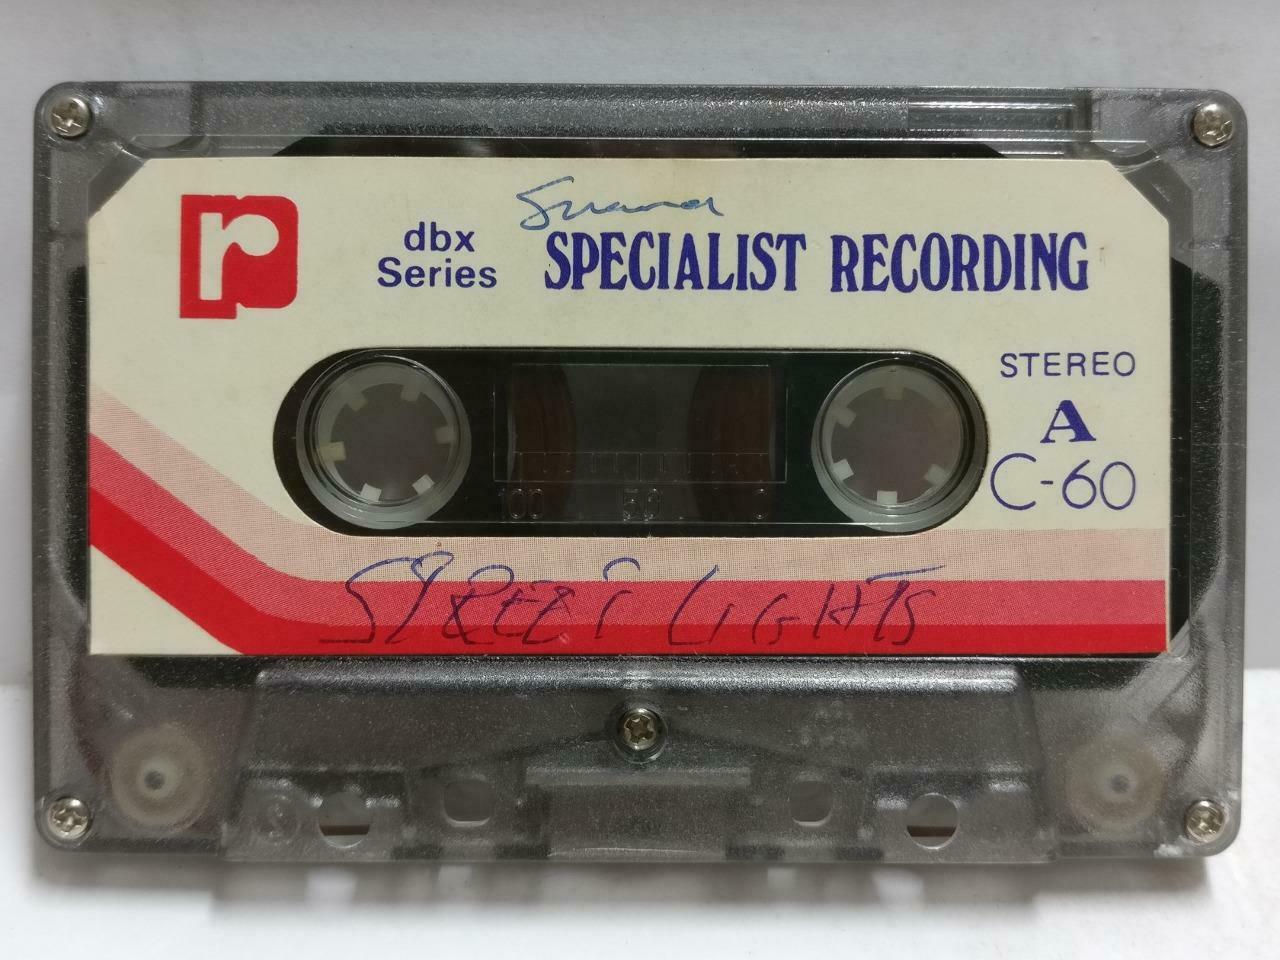 r
dbx
Series
SPECIALIST RECORDING
STEREO
A
C-60
100 50 0
STREET LIGHTS